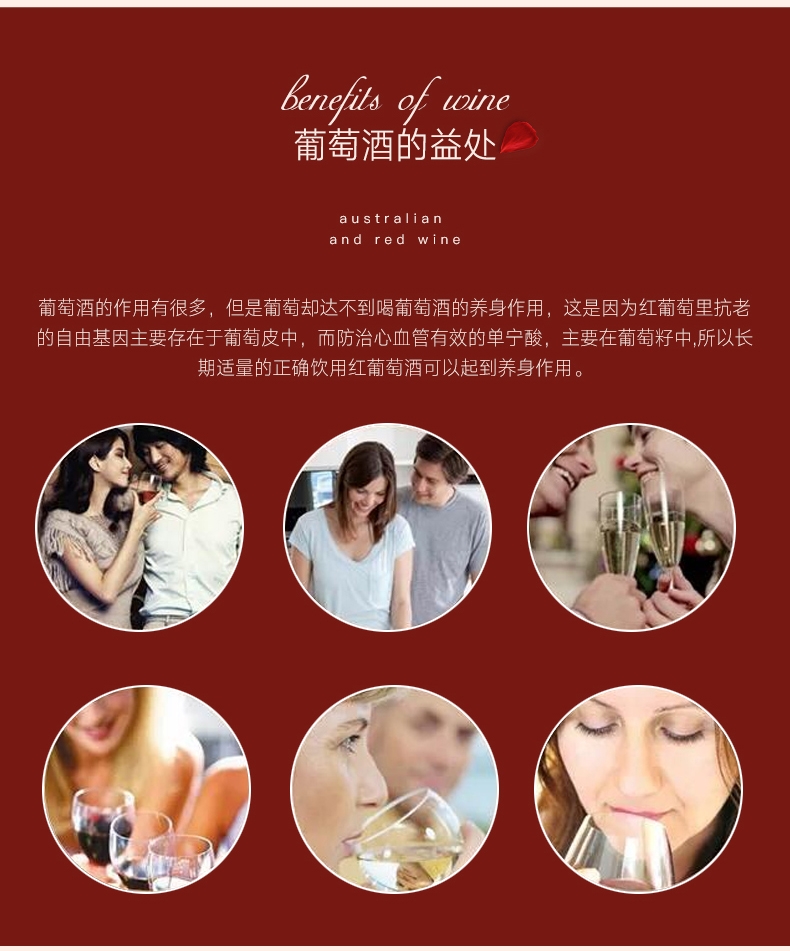 benefits of wine
葡萄酒的益处
australian
and red wine
葡萄酒的作用有很多，但是葡萄却达不到喝葡萄酒的养身作用，这是因为红葡萄里抗老
的自由基因主要存在于葡萄皮中，而防治心血管有效的单宁酸，主要在葡萄籽中,所以长
期适量的正确饮用红葡萄酒可以起到养身作用。